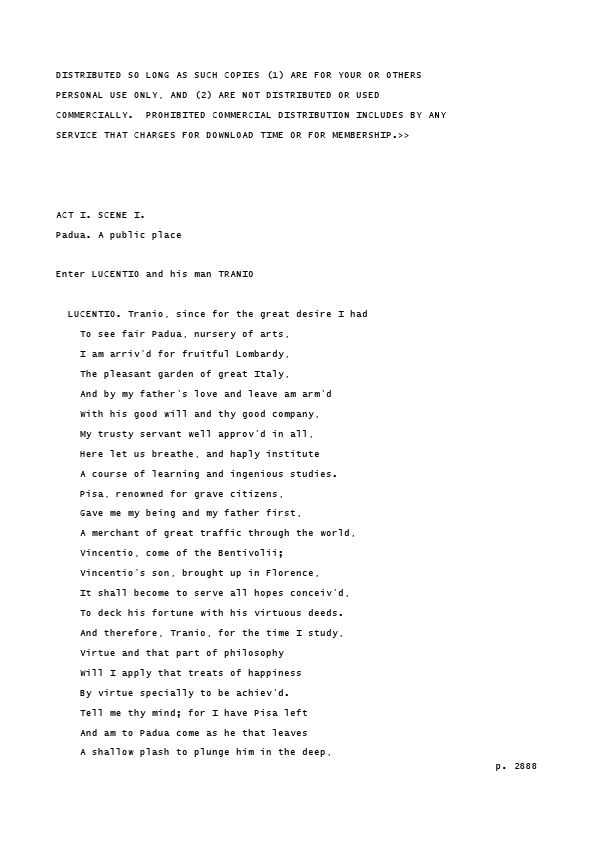 DISTRIBUTED SO LONG AS SUCH COPIES (1) ARE FOR YOUR OR OTHERS
PERSONAL USE ONLY, AND (2) ARE NOT DISTRIBUTED OR USED
COMMERCIALLY.  PROHIBITED COMMERCIAL DISTRIBUTION INCLUDES BY ANY
SERVICE THAT CHARGES FOR DOWNLOAD TIME OR FOR MEMBERSHIP.>>
ACT I. SCENE I.
Padua. A public place
Enter LUCENTIO and his man TRANIO
LUCENTIO. Tranio, since for the great desire I had
To see fair Padua, nursery of arts,
I am arriv'd for fruitful Lombardy,
The pleasant garden of great Italy,
And by my father's love and leave am arm'd
With his good will and thy good company,
My trusty servant well approv'd in all,
Here let us breathe, and haply institute
A course of learning and ingenious studies.
Pisa, renowned for grave citizens,
Gave me my being and my father first,
A merchant of great traffic through the world,
Vincentio, come of the Bentivolii;
Vincentio's son, brought up in Florence,
It shall become to serve all hopes conceiv'd,
To deck his fortune with his virtuous deeds.
And therefore, Tranio, for the time I study,
Virtue and that part of philosophy
Will I apply that treats of happiness
By virtue specially to be achiev'd.
Tell me thy mind; for I have Pisa left
And am to Padua come as he that leaves
A shallow plash to plunge him in the deep,
p. 2888